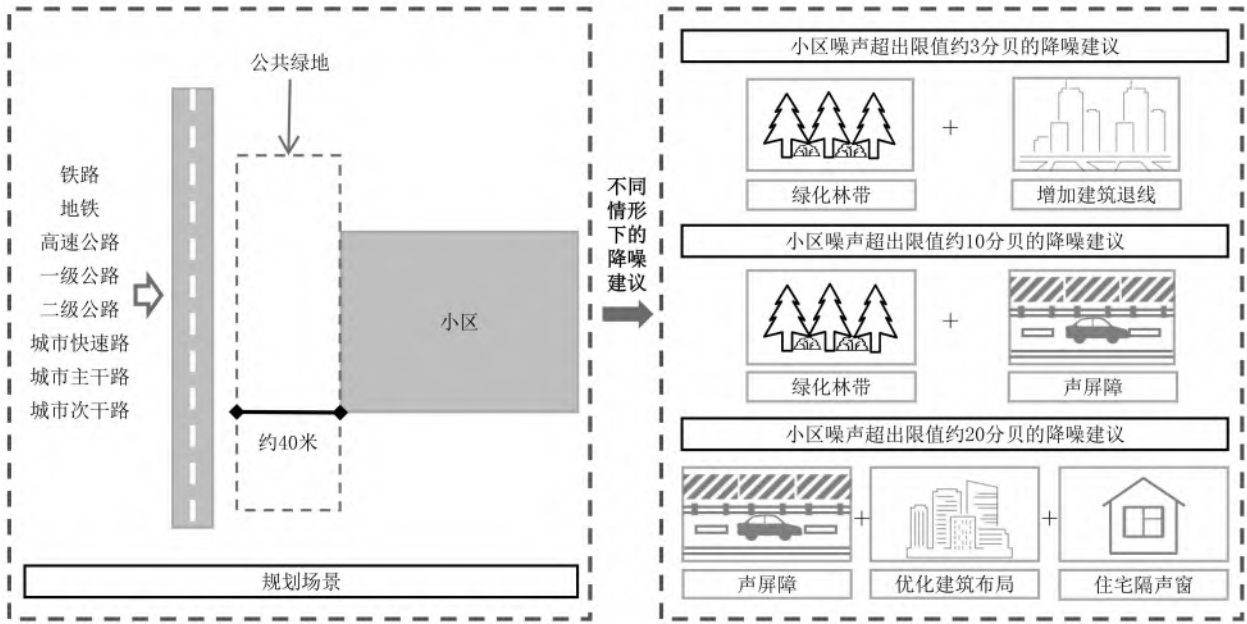 公共绿地
铁路
地铁
高速公路
一级公路
二级公路
城市快速路
城市主干路
城市次干路
小区
约40米
规划场景
不同
情形
下的
降噪
建议
小区噪声超出限值约3分贝的降噪建议
+
绿化林带
增加建筑退线
小区噪声超出限值约10分贝的降噪建议
+
绿化林带
声屏障
小区噪声超出限值约20分贝的降噪建议
+
+
声屏障
优化建筑布局
住宅隔声窗